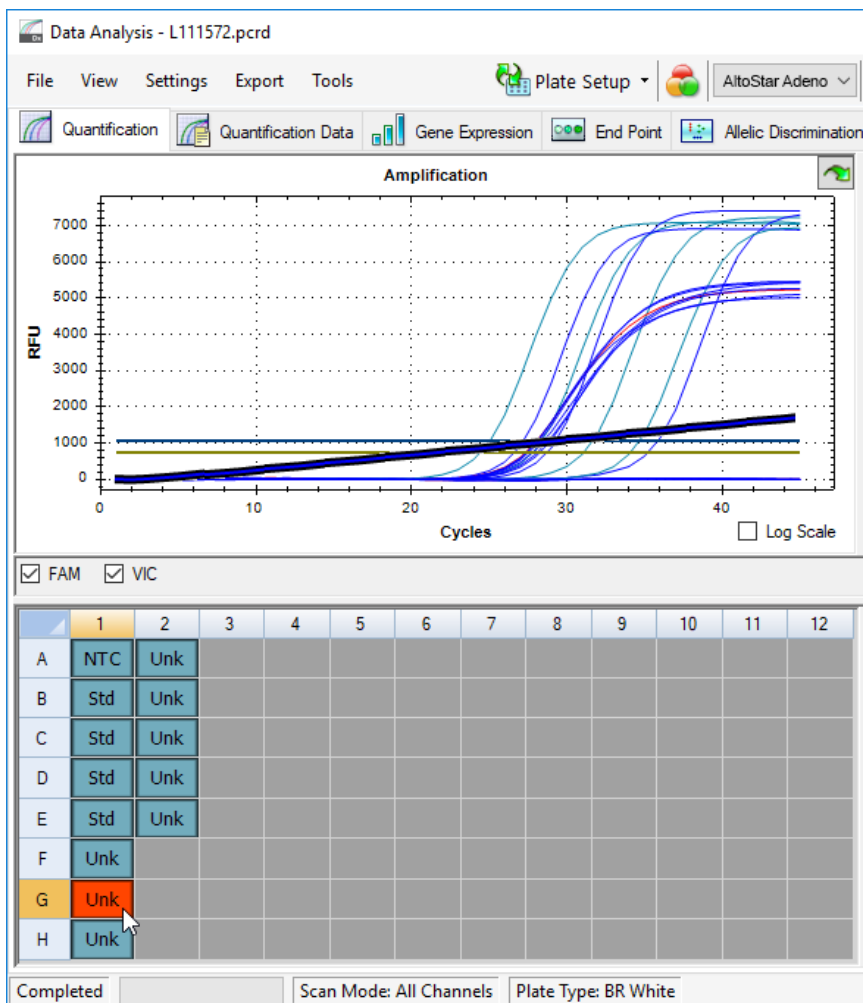 Data Analysis - L111572.pcrd
File View Settings Export Tools Plate Setup AltoStar Adeno
Quantification Quantification Data Gene Expression End Point Allelic Discrimination
Amplification
7000
6000
5000
4000
RFU
3000
2000
1000
0
0 10 20 30 40
Cycles
Log Scale
FAM VIC
1 2 3 4 5 6 7 8 9 10 11 12
A NTC Unk
B Std Unk
C Std Unk
D Std Unk
E Std Unk
F Unk
G Unk
H Unk
Completed Scan Mode: All Channels Plate Type: BR White